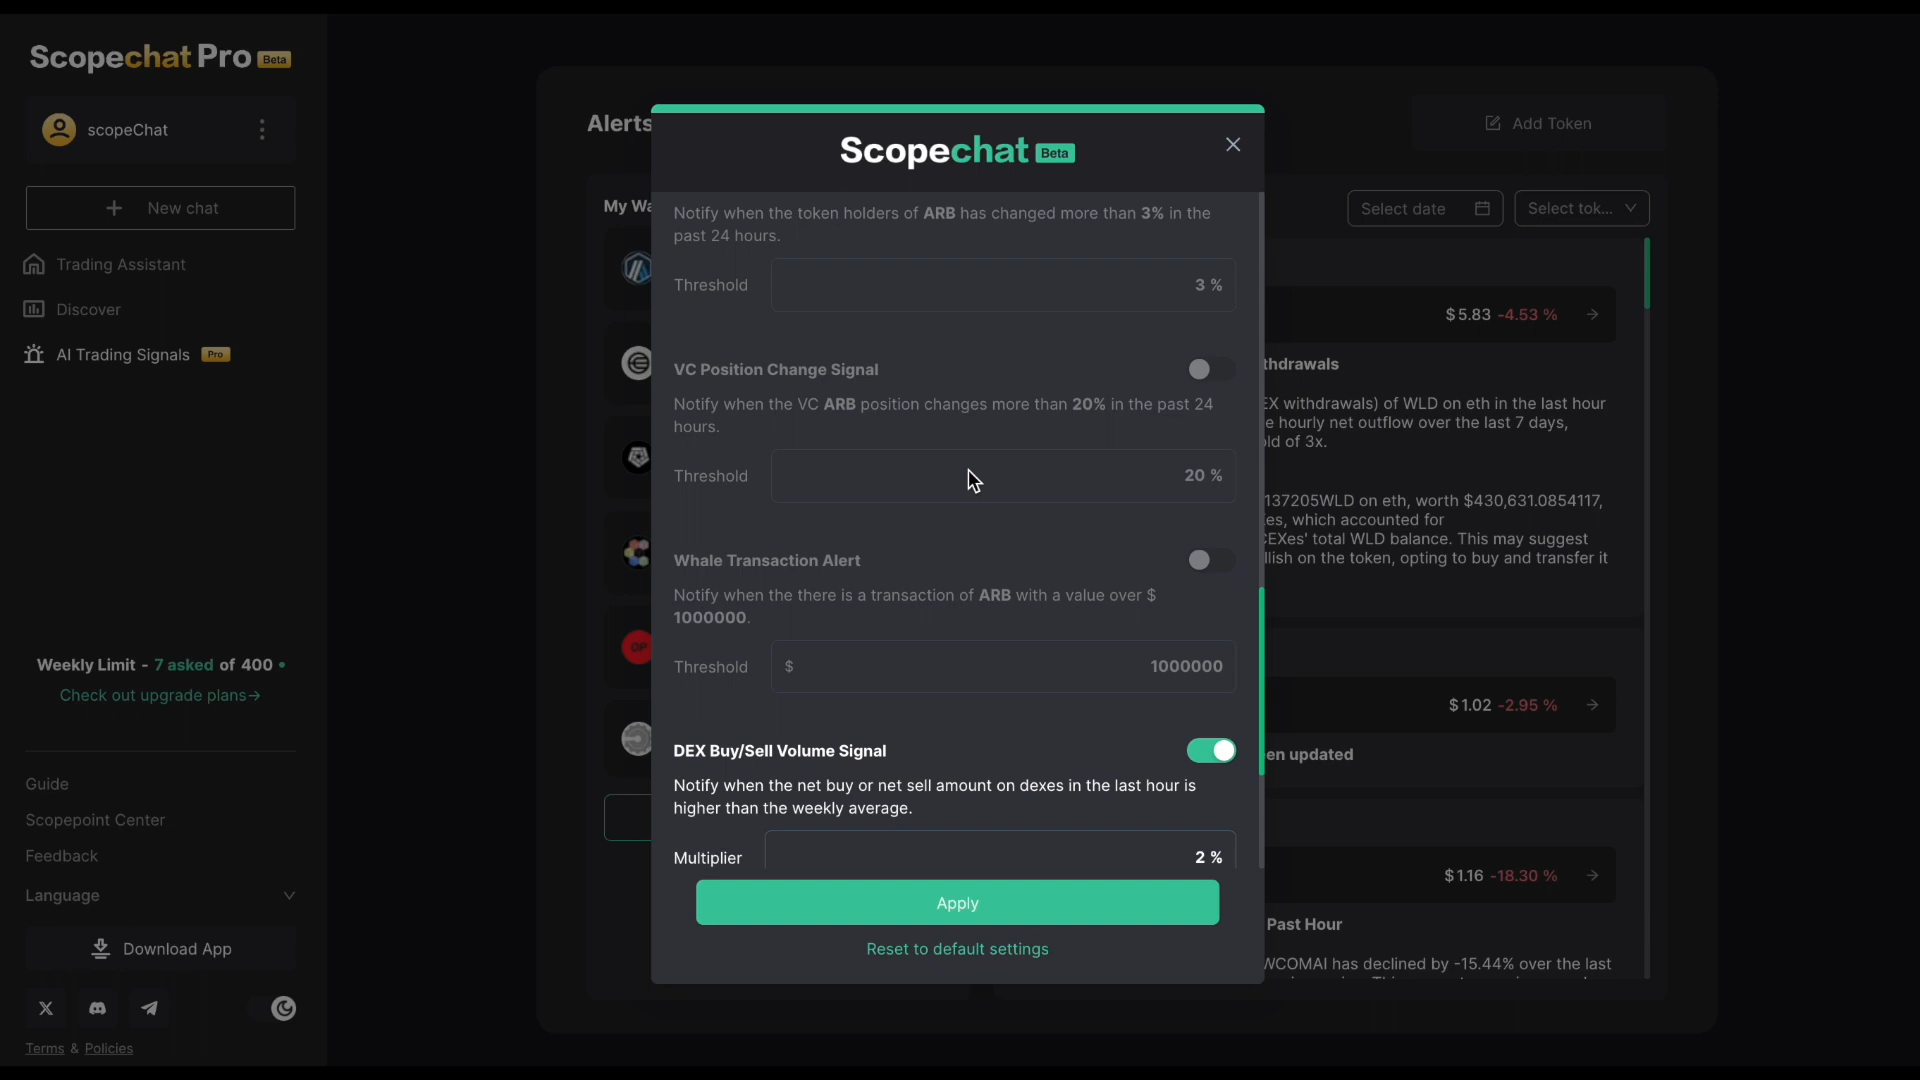 Scopechat Pro Beta
scopeChat
New chat
Trading Assistant
Discover
AI Trading Signals Pro
Weekly Limit - 7 asked of 400
Check out upgrade plans→
Guide
Scopepoint Center
Feedback
Language
Download App
Terms & Policies
Alerts
Add Token
My Wa
Select date
Select tok...
Scopechat Beta
Notify when the token holders of ARB has changed more than 3% in the
past 24 hours.
Threshold 3 %
VC Position Change Signal
Notify when the VC ARB position changes more than 20% in the past 24
hours.
Threshold 20 %
Whale Transaction Alert
Notify when the there is a transaction of ARB with a value over $
1000000.
Threshold $ 1000000
DEX Buy/Sell Volume Signal
Notify when the net buy or net sell amount on dexes in the last hour is
higher than the weekly average.
Multiplier 2 %
Apply
Reset to default settings
OP
$5.83 -4.53 %
thdrawals
EX withdrawals) of WLD on eth in the last hour
e hourly net outflow over the last 7 days,
ld of 3x.
137205WLD on eth, worth $430,631.0854117,
es, which accounted for
CEXes' total WLD balance. This may suggest
llish on the token, opting to buy and transfer it
$1.02 -2.95 %
en updated
$1.16 -18.30 %
Past Hour
WCOMAI has declined by -15.44% over the last